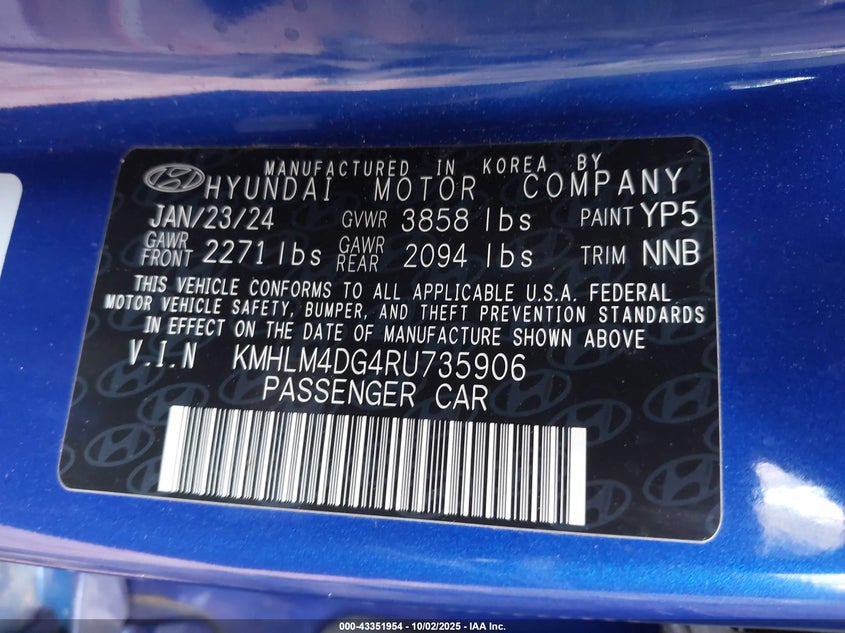 MANUFACTURED IN KOREA BY
HYUNDAI MOTOR COMPANY
JAN/23/24 GVWR 3858 lbs PAINT YP5
GAWR FRONT 2271 lbs GAWR REAR 2094 lbs TRIM NNB
THIS VEHICLE CONFORMS TO ALL APPLICABLE U.S.A. FEDERAL
MOTOR VEHICLE SAFETY, BUMPER, AND THEFT PREVENTION STANDARDS
IN EFFECT ON THE DATE OF MANUFACTURE SHOWN ABOVE
V.I.N KMHLM4DG4RU735906
PASSENGER CAR
000-43351954 - 10/02/2025 - IAA Inc.